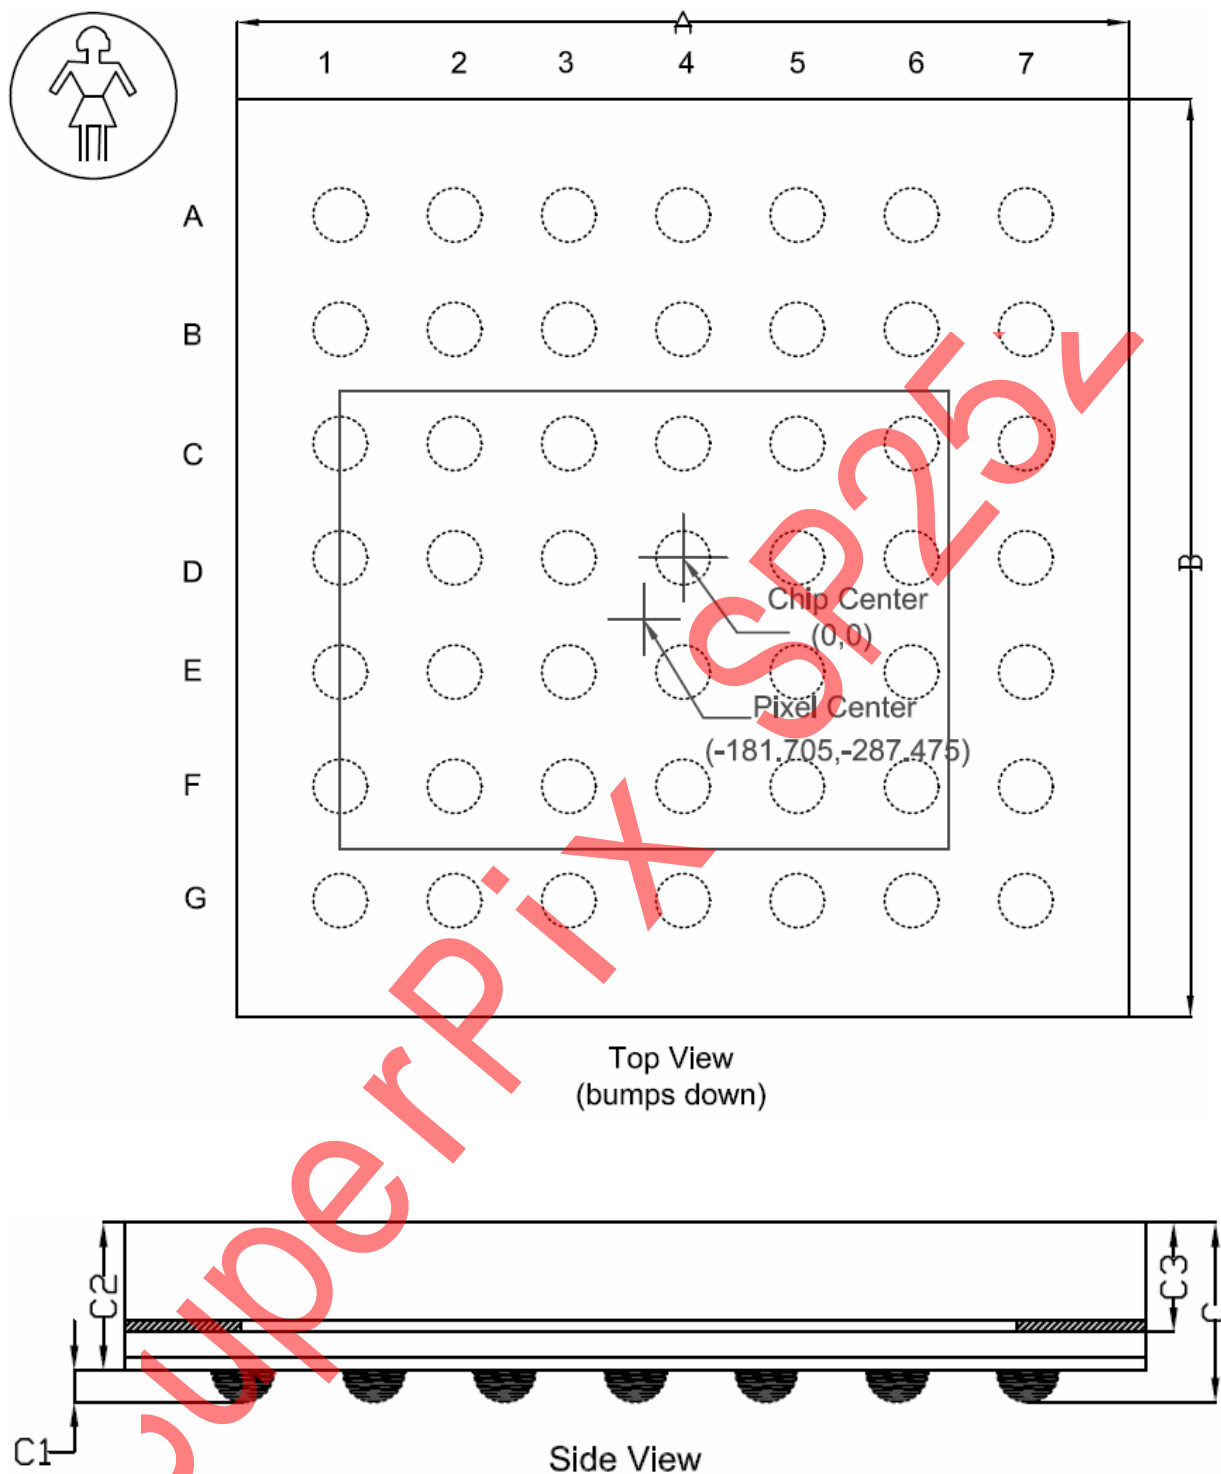 A
1 2 3 4 5 6 7
A
B
C
D
E
F
G
B
Chip Center
(0,0)
Pixel Center
(-181.705,-287.475)
Top View
(bumps down)
C2
C3
C
C1
Side View
SuperPix SP252